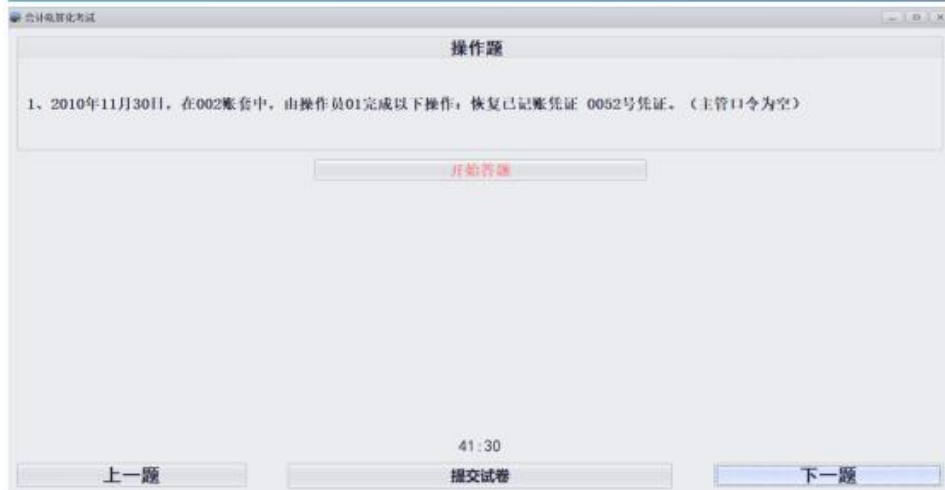 会计电算化考试
操作题
1、2010年11月30日，在002账套中，由操作员01完成以下操作：恢复已记账凭证 0052号凭证。（主管口令为空）
开始答题
41:30
上一题
提交试卷
下一题